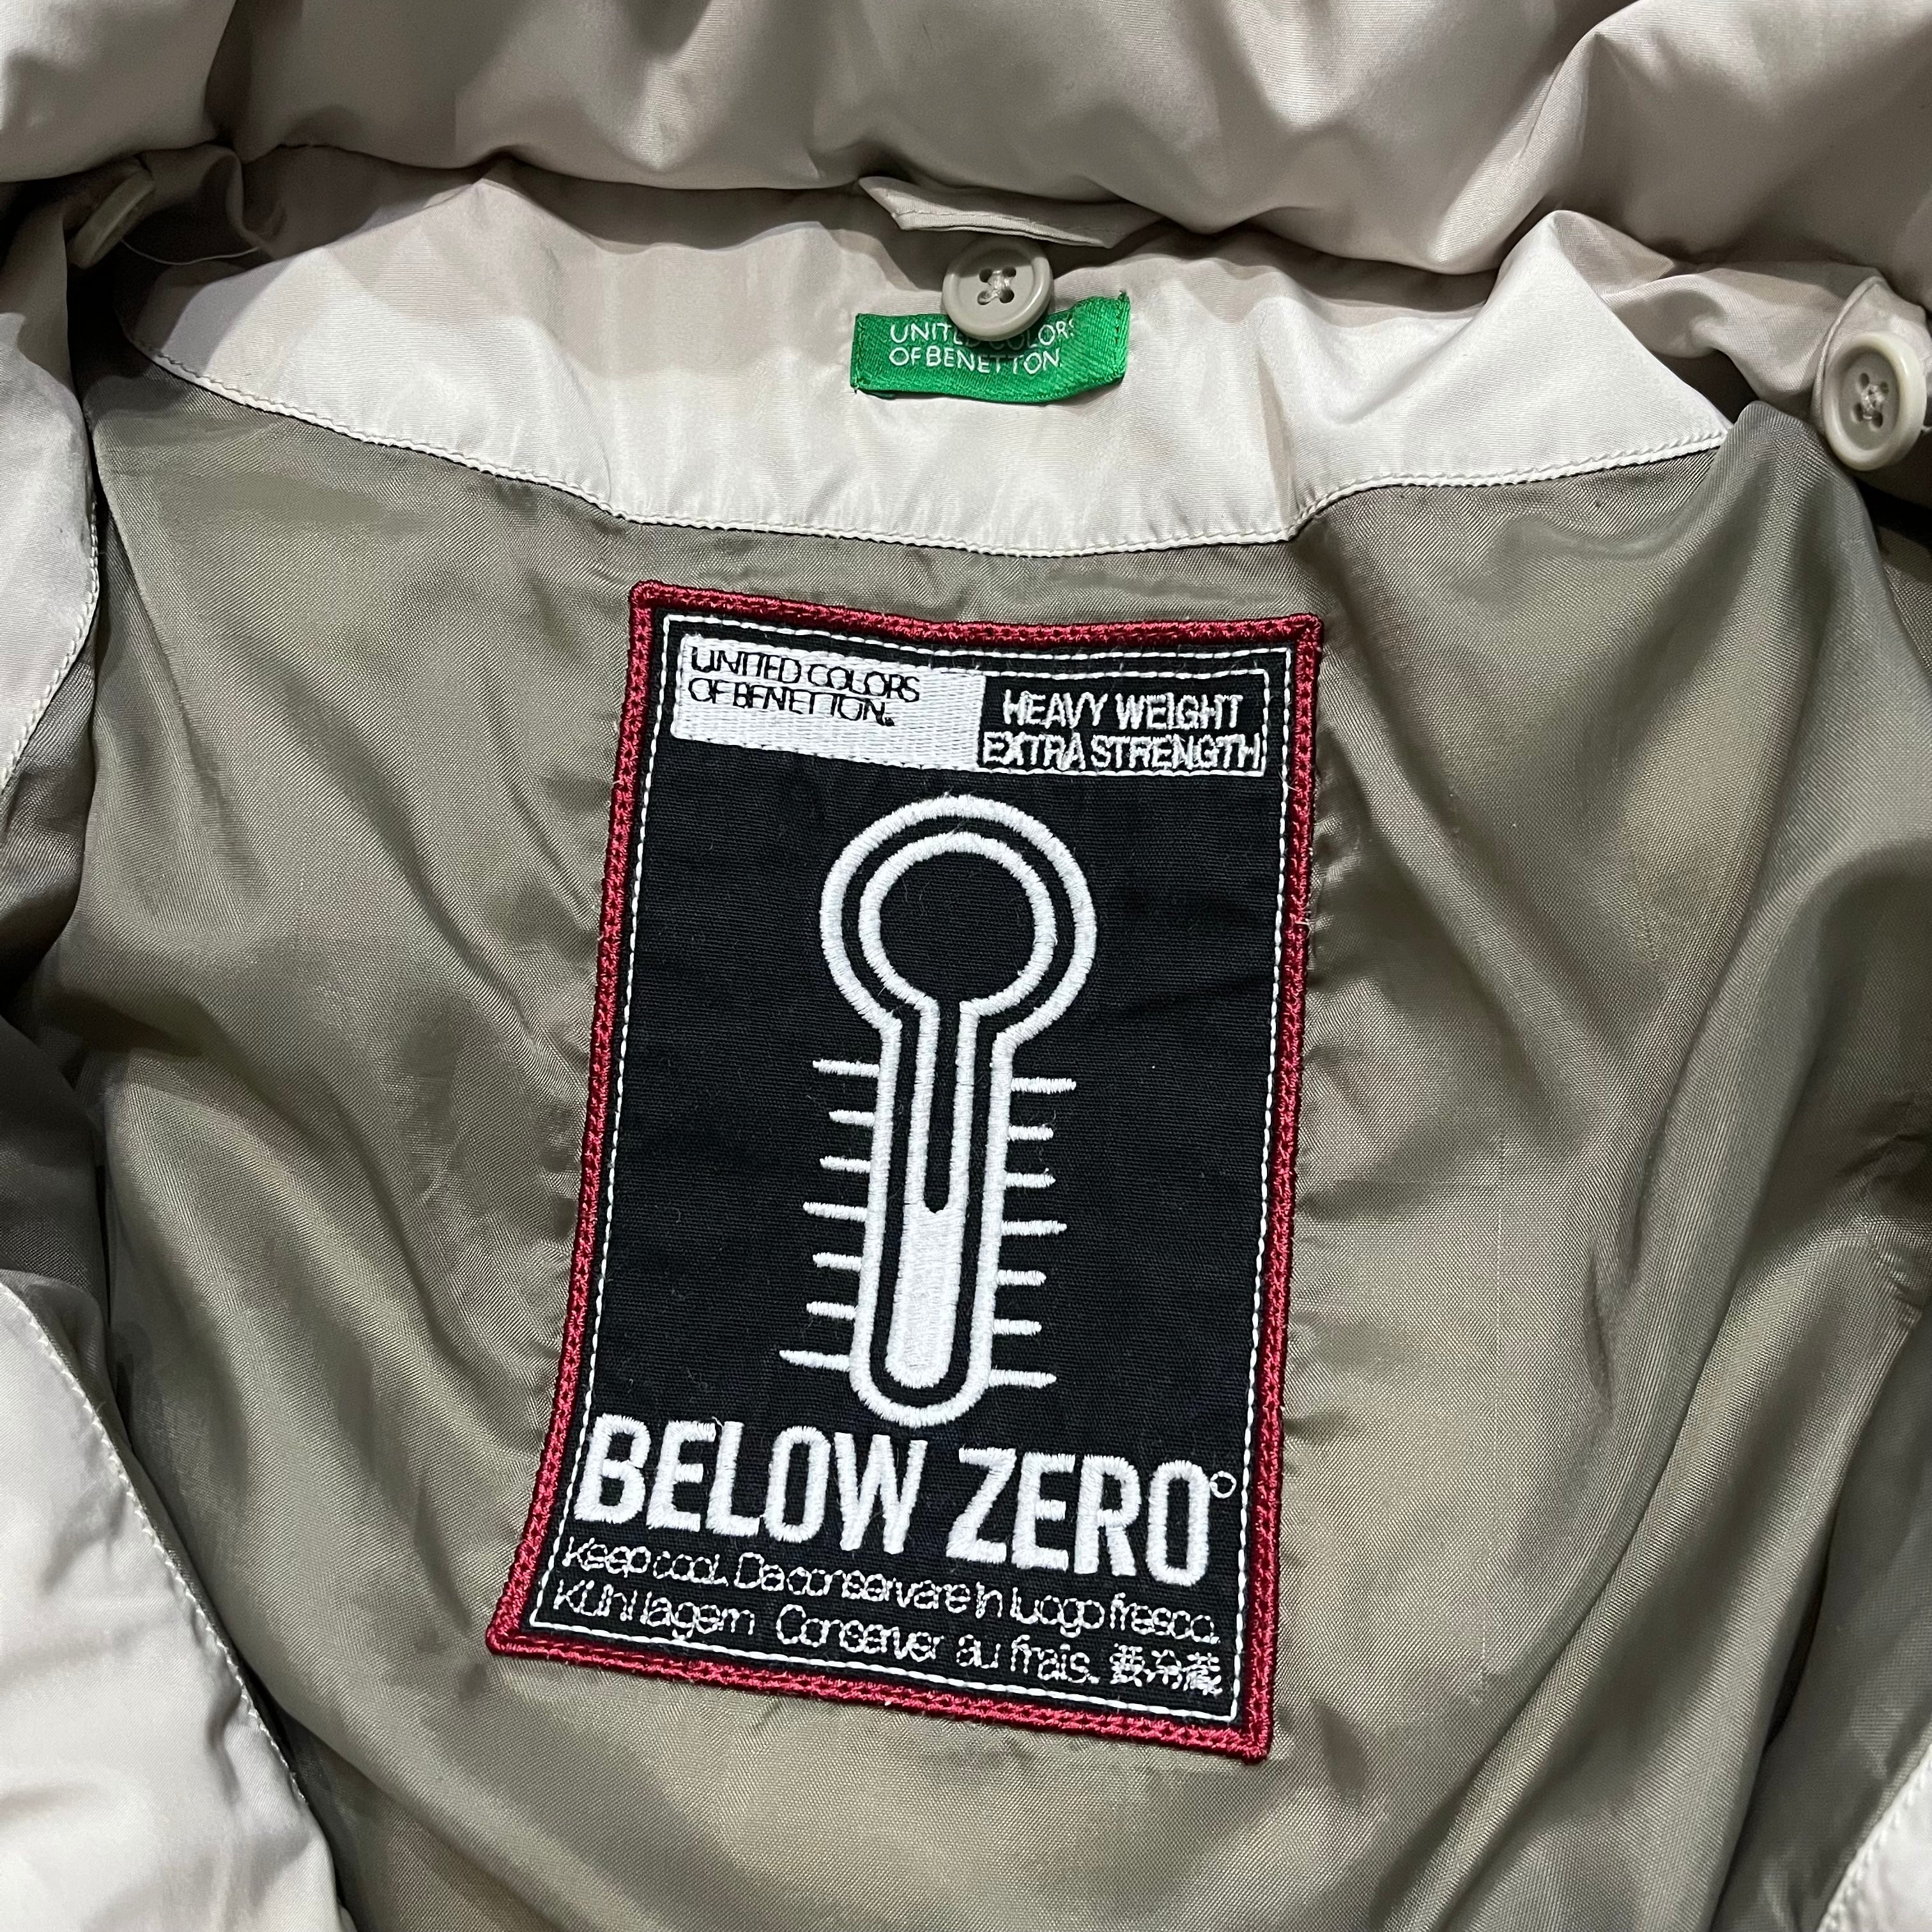 UNITED COLORS
OF BENETTON
UNITED COLORS
OF BENETTON.
HEAVY WEIGHT
EXTRA STRENGTH
BELOW ZERO°
Keep cool. Da conservare in luogo fresco.
Kühl lagern Conserver au frais. 要冷蔵